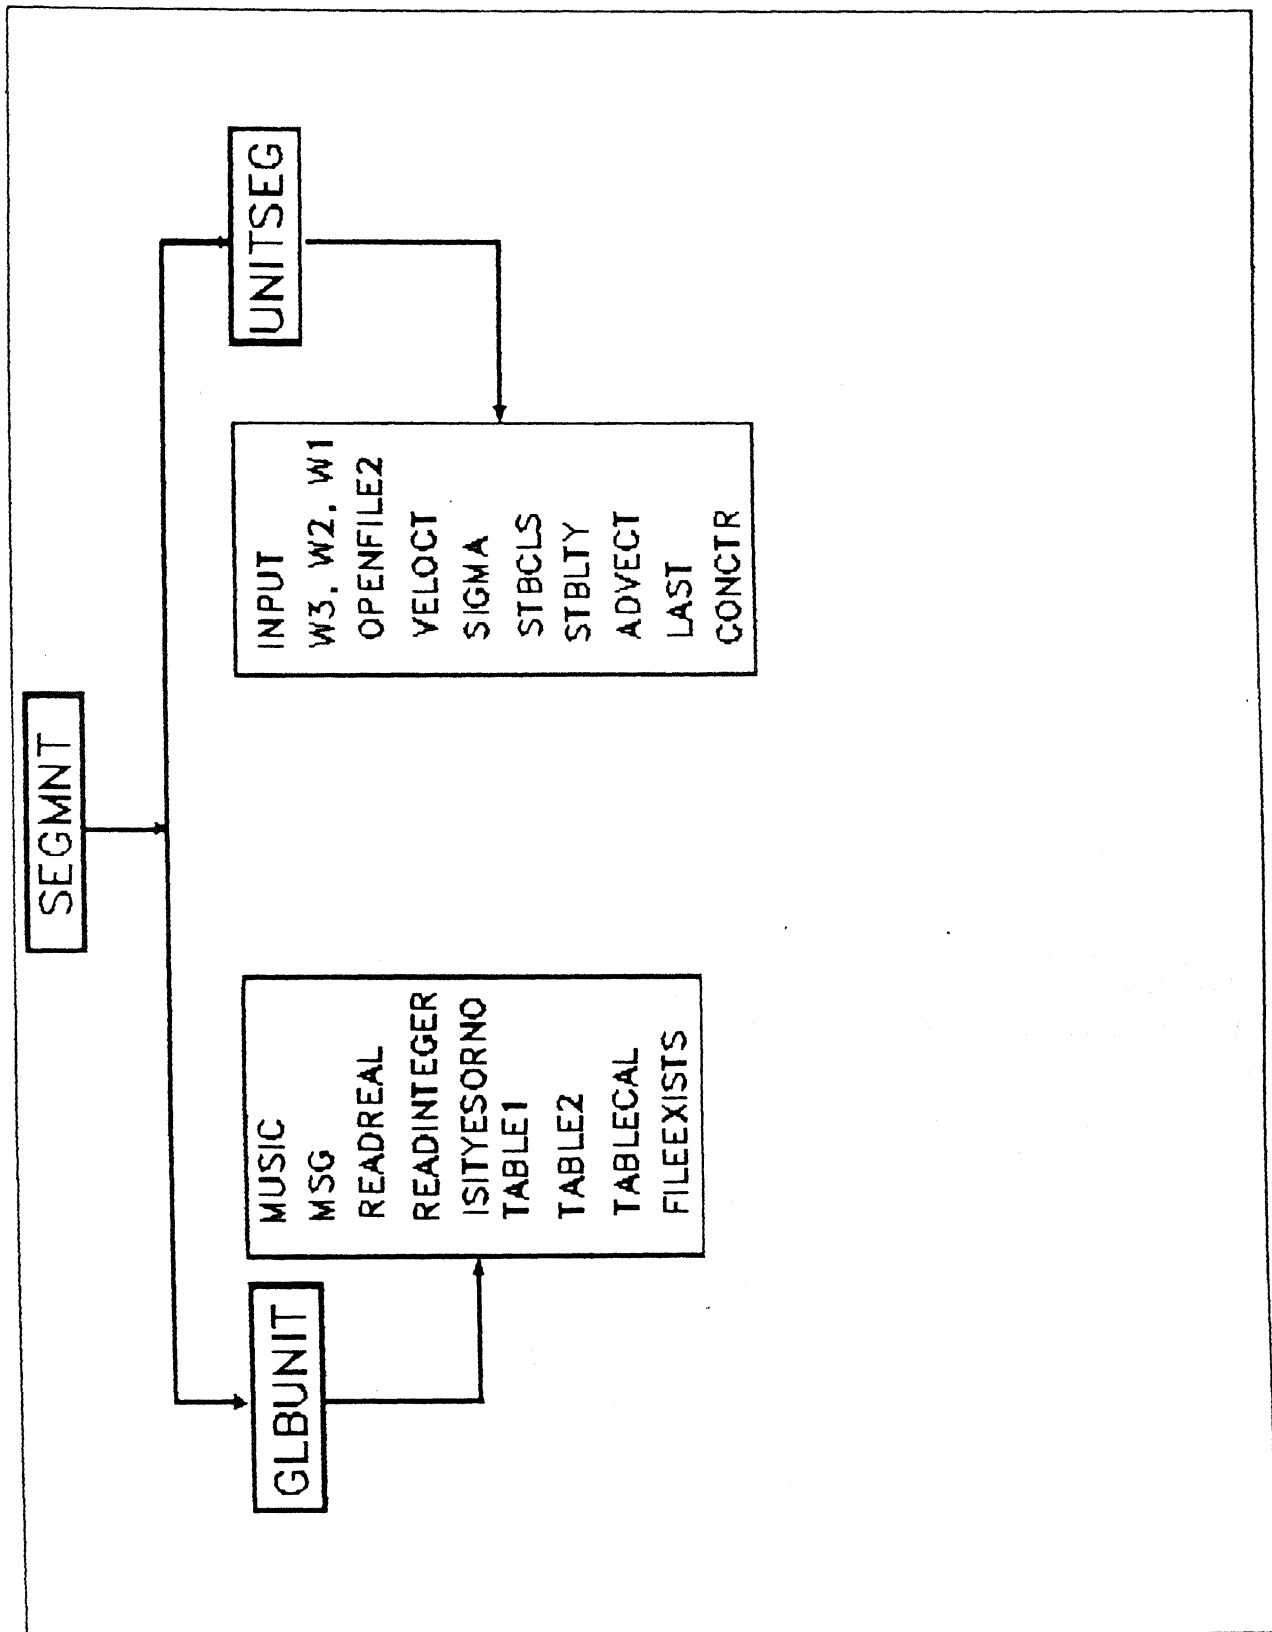 SEGMNT
GLBUNIT
MUSIC
MSG
READREAL
READINTEGER
ISITYESORNO
TABLE1
TABLE2
TABLECAL
FILEEXISTS
UNITSEG
INPUT
W3, W2, W1
OPENFILE2
VELOCT
SIGMA
STBCLS
STBLTY
ADVECT
LAST
CONCTR